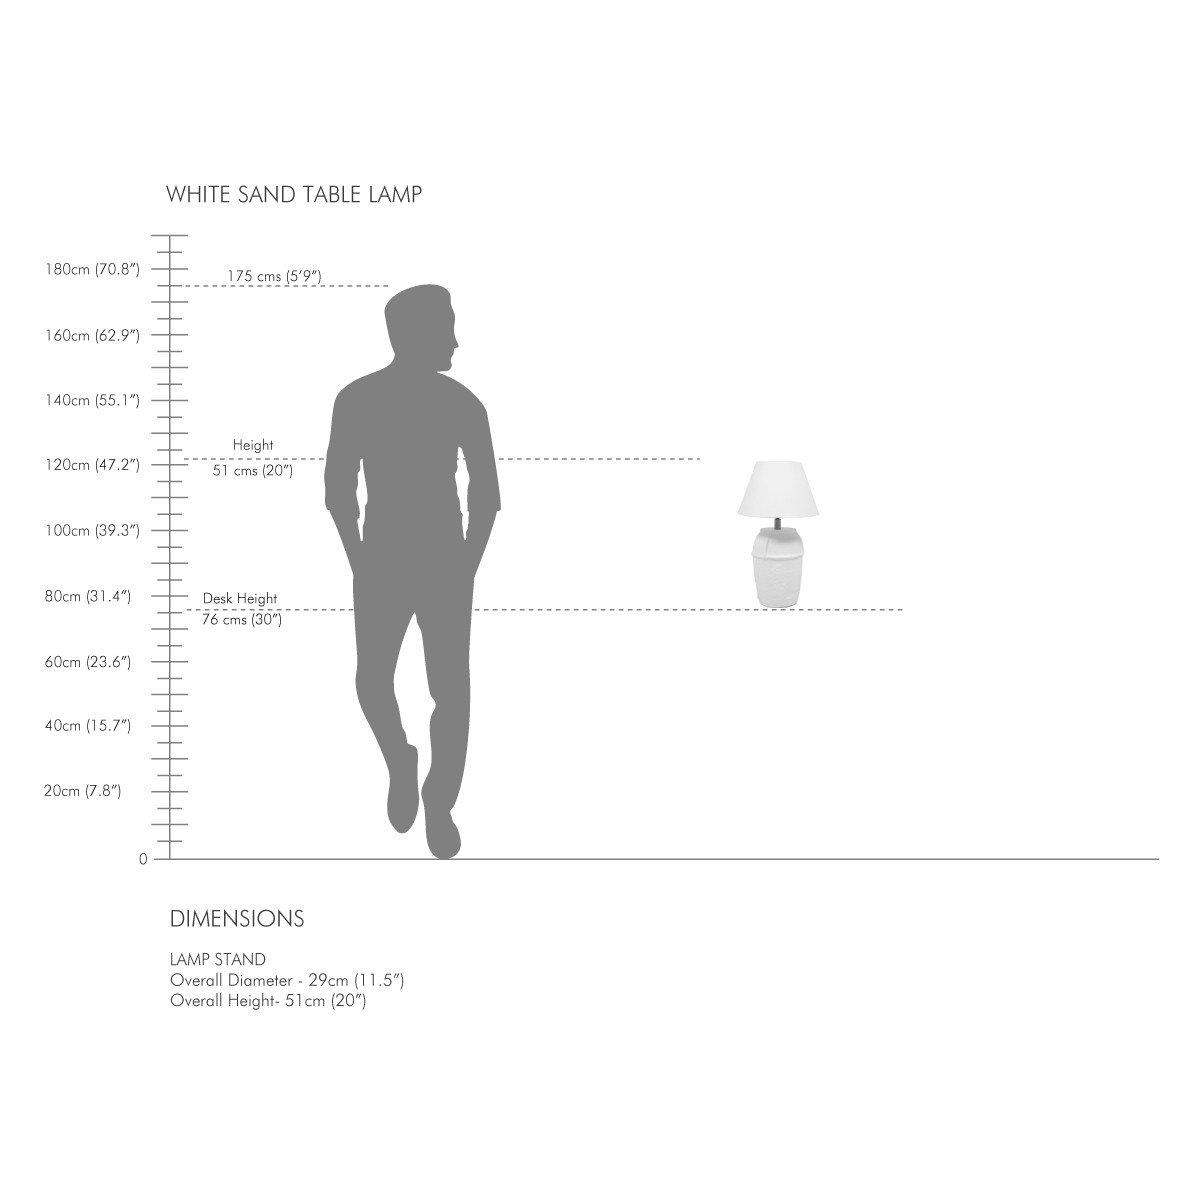 WHITE SAND TABLE LAMP
180cm (70.8”)
175 cms (5’9”)
160cm (62.9”)
140cm (55.1”)
Height
120cm (47.2”)
51 cms (20”)
100cm (39.3”)
80cm (31.4”)
Desk Height
76 cms (30”)
60cm (23.6”)
40cm (15.7”)
20cm (7.8”)
0
DIMENSIONS
LAMP STAND
Overall Diameter - 29cm (11.5”)
Overall Height- 51cm (20”)